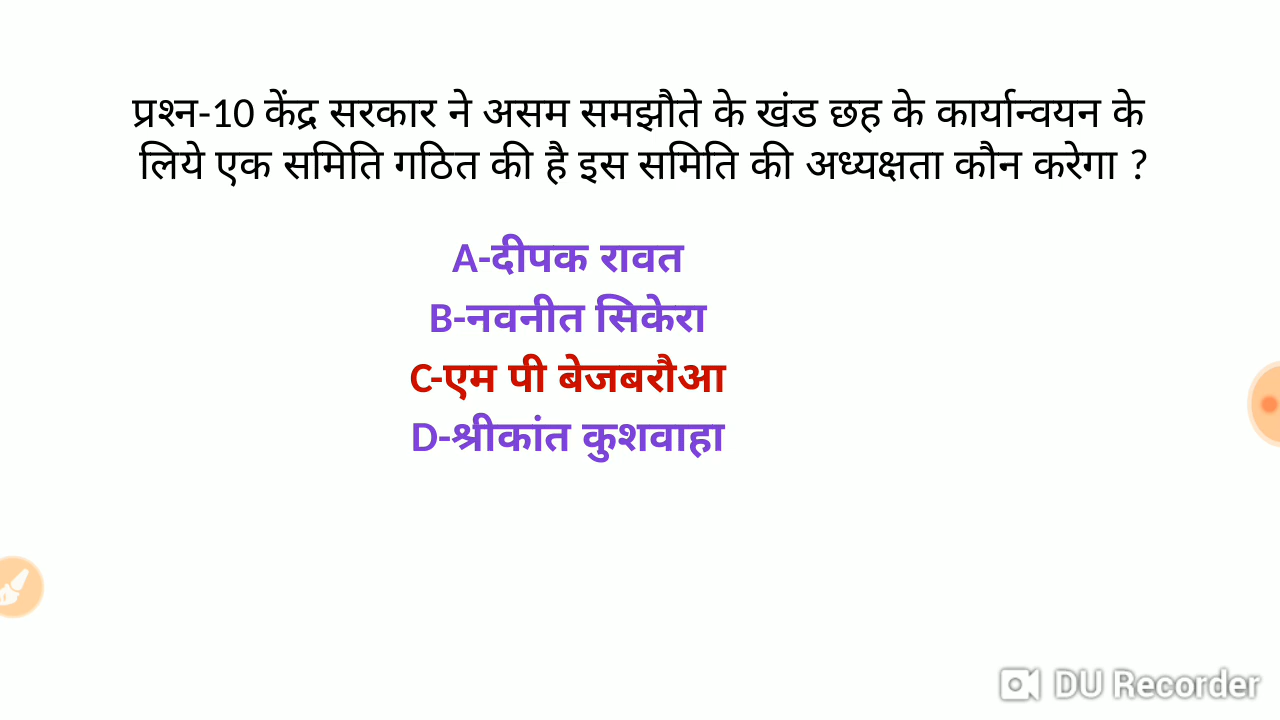 प्रश्न-10 केंद्र सरकार ने असम समझौते के खंड छह के कार्यान्वयन के
लिये एक समिति गठित की है इस समिति की अध्यक्षता कौन करेगा ?
A-दीपक रावत
B-नवनीत सिकेरा
C-एम पी बेजबरौआ
D-श्रीकांत कुशवाहा
DU Recorder